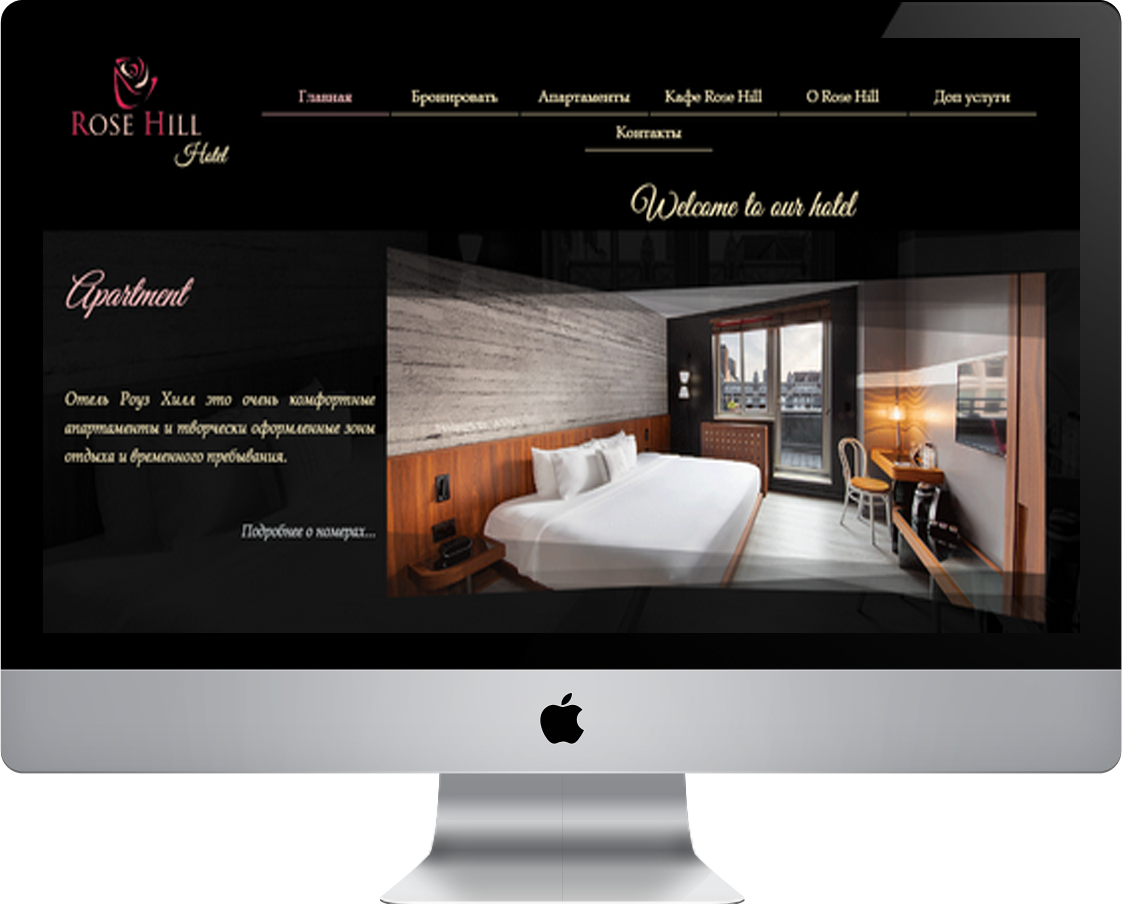 ROSE HILL
Hotel
Главная
Бронировать
Апартаменты
Кафе Rose Hill
О Rose Hill
Доп услуги
Контакты
Welcome to our hotel
Apartment
Отель Роуз Хилл это очень комфортные
апартаменты и творчески оформленные зоны
отдыха и временного пребывания.
Подробнее о номерах...